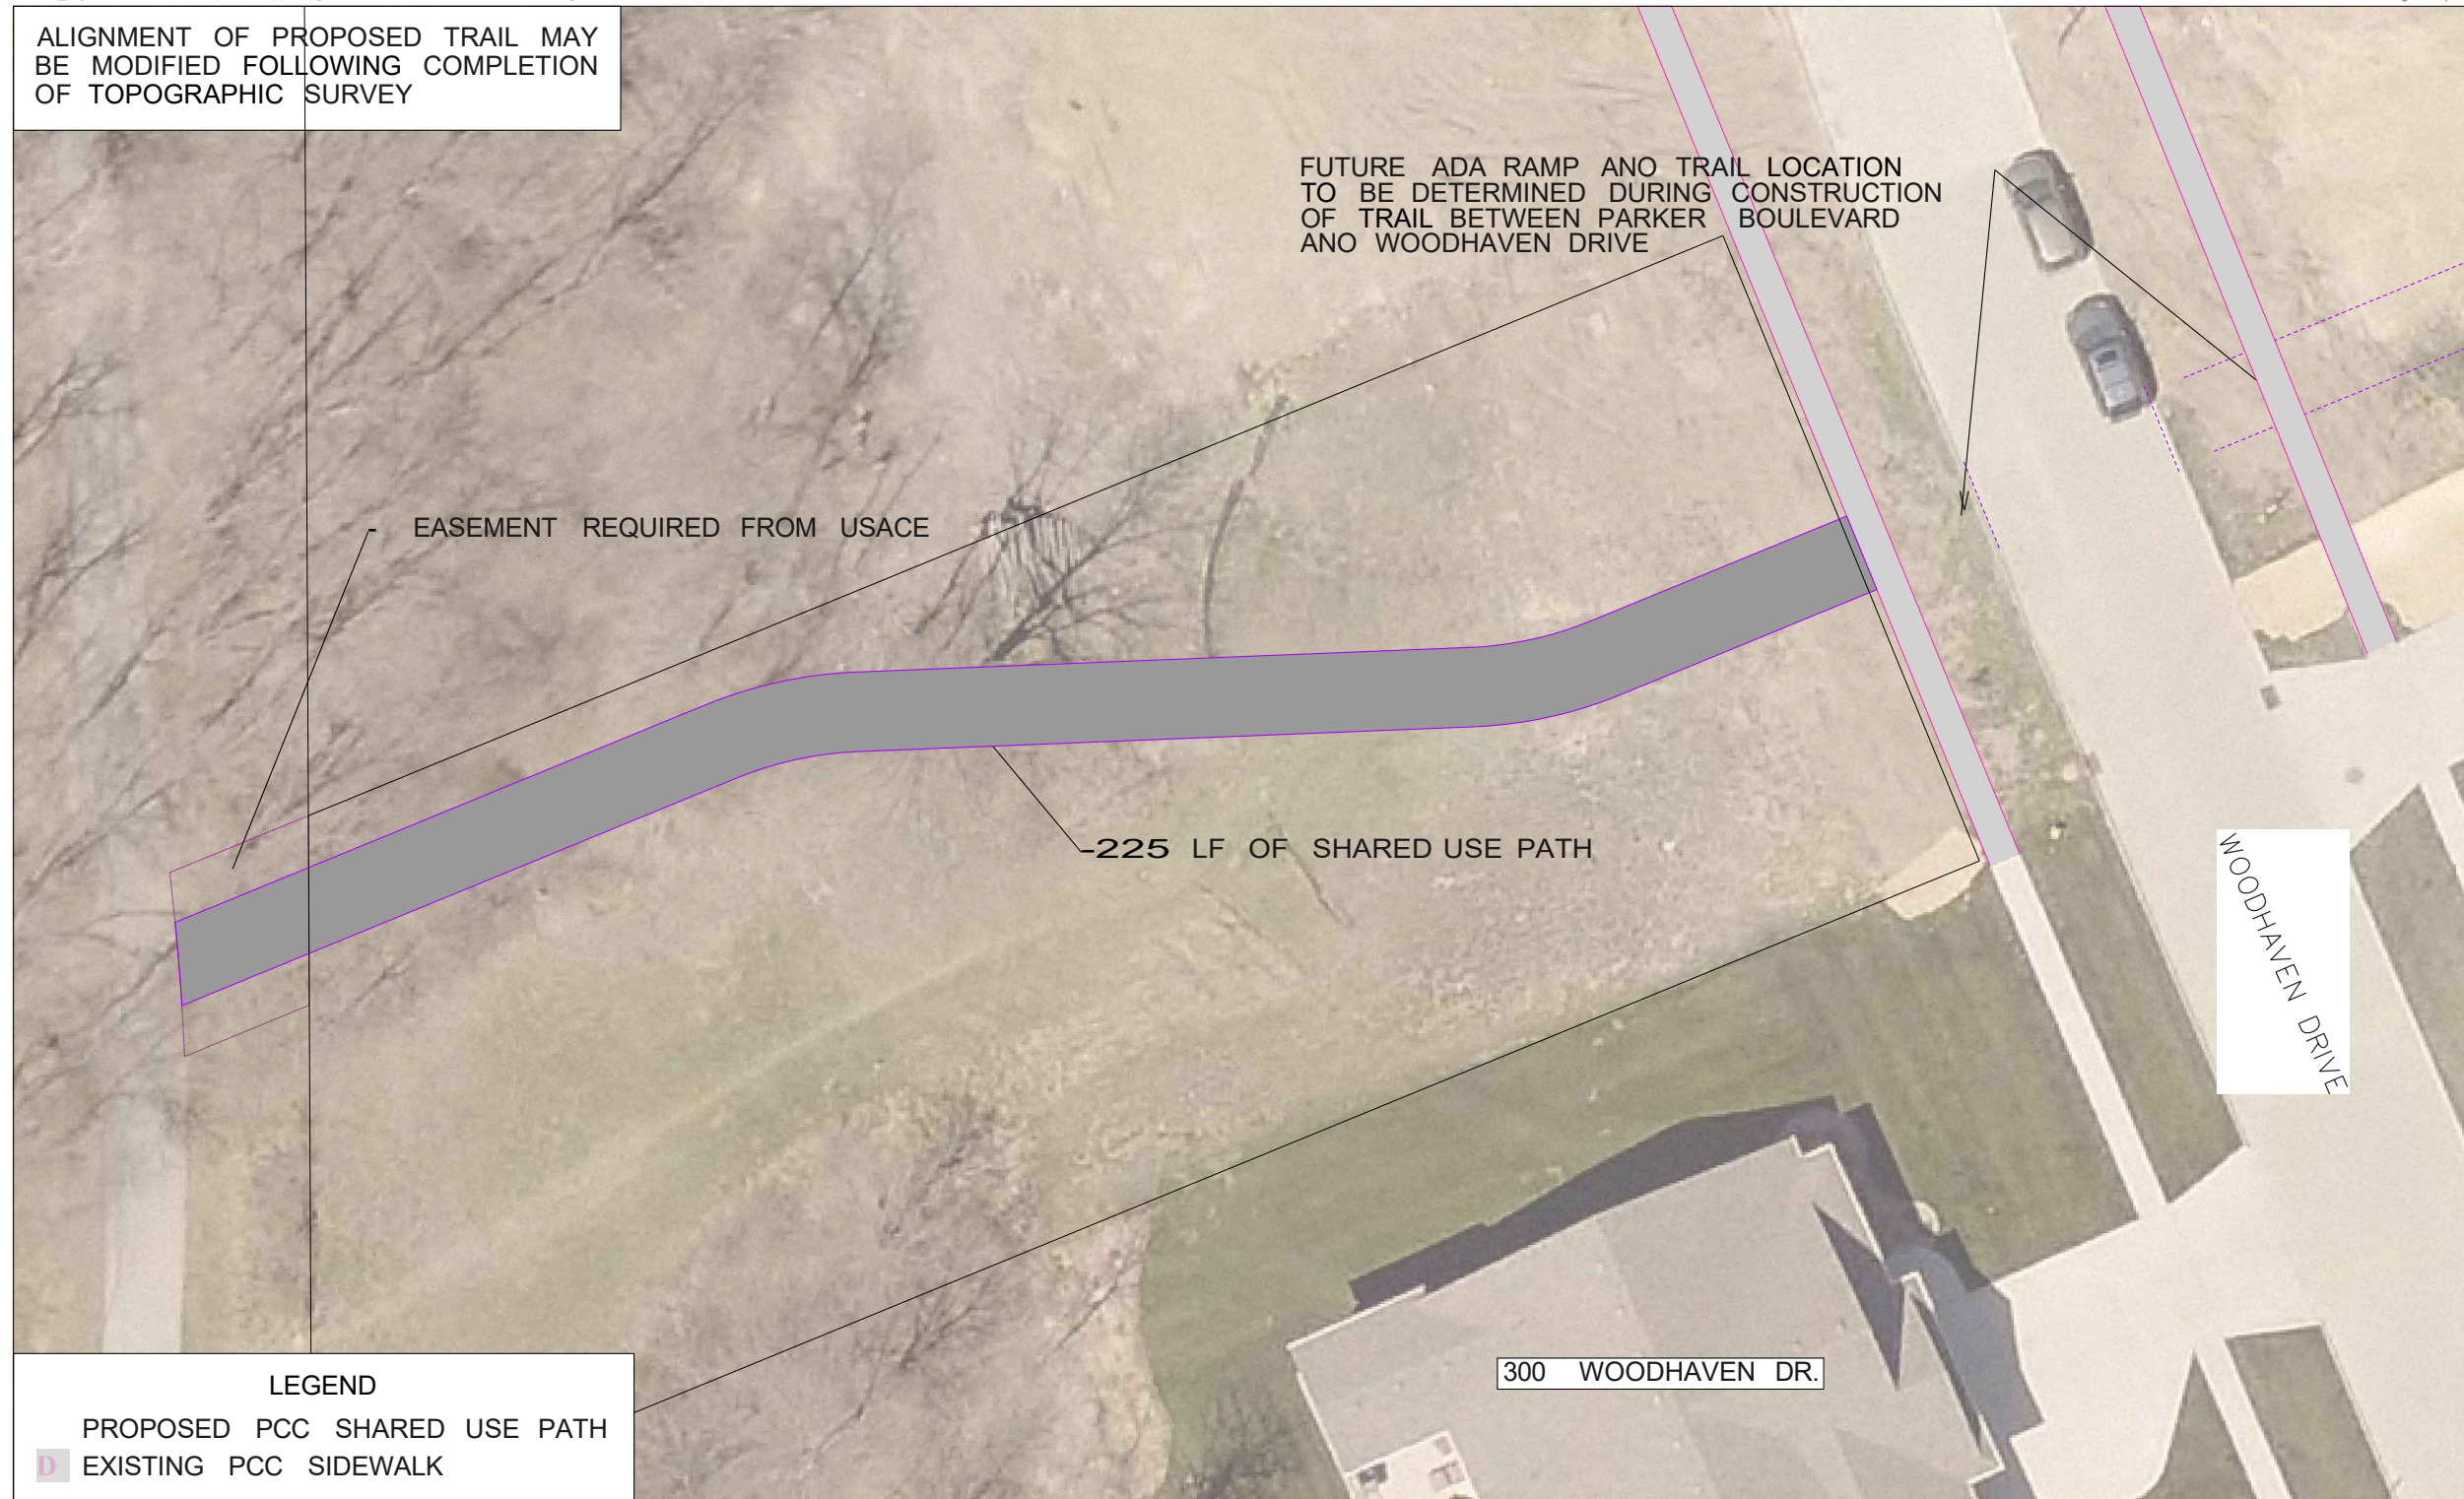 ALIGNMENT OF PROPOSED TRAIL MAY
BE MODIFIED FOLLOWING COMPLETION
OF TOPOGRAPHIC SURVEY
FUTURE ADA RAMP ANO TRAIL LOCATION
TO BE DETERMINED DURING CONSTRUCTION
OF TRAIL BETWEEN PARKER BOULEVARD
ANO WOODHAVEN DRIVE
- EASEMENT REQUIRED FROM USACE
-225 LF OF SHARED USE PATH
WOODHAVEN DRIVE
300 WOODHAVEN DR.
LEGEND
PROPOSED PCC SHARED USE PATH
D EXISTING PCC SIDEWALK